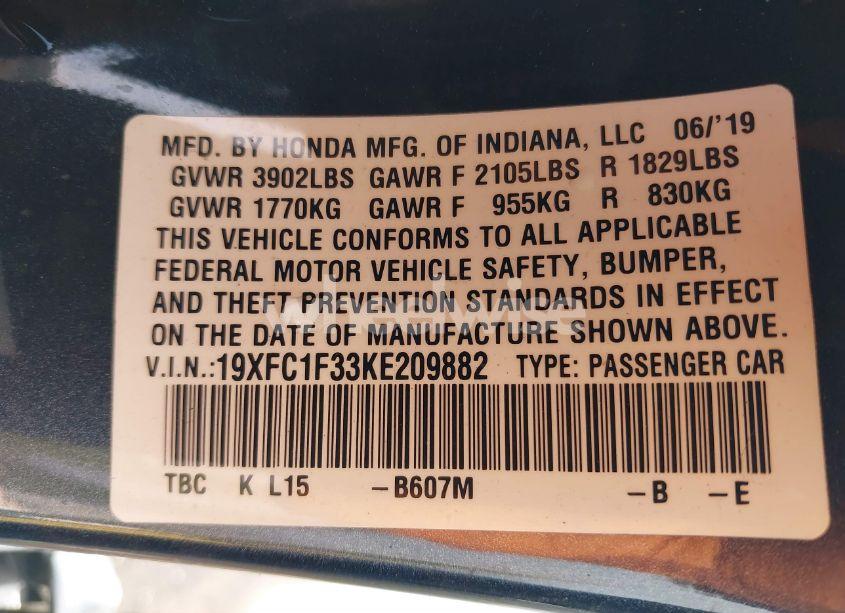 MFD. BY HONDA MFG. OF INDIANA, LLC 06/'19
GVWR 3902LBS GAWR F 2105LBS R 1829LBS
GVWR 1770KG GAWR F 955KG R 830KG
THIS VEHICLE CONFORMS TO ALL APPLICABLE
FEDERAL MOTOR VEHICLE SAFETY, BUMPER,
AND THEFT PREVENTION STANDARDS IN EFFECT
wheelwise
ON THE DATE OF MANUFACTURE SHOWN ABOVE.
V.I.N.:19XFC1F33KE209882 TYPE: PASSENGER CAR
TBC K L15 -B607M -B -E